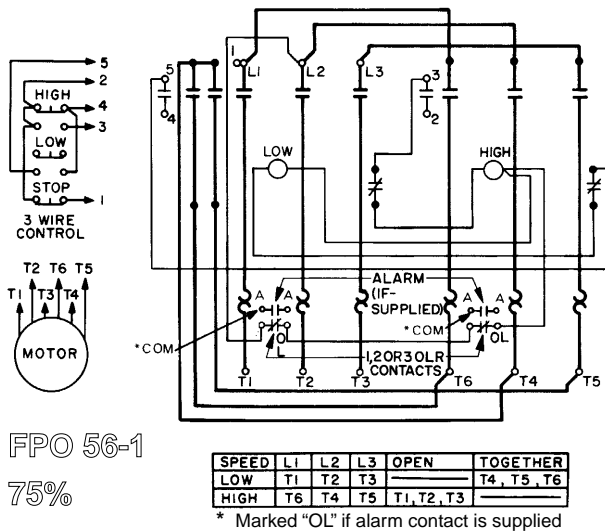 5
2
HIGH
4
3
LOW
STOP
1
3 WIRE
CONTROL
T2 T6 T5
T1 T3 T4
MOTOR
1 L1 L2 L3
5
4
3
2
LOW
HIGH
ALARM
(IF-
SUPPLIED)
A A
A A
*COM
*COM
OL
OL
1,2 OR 3 OLR
CONTACTS
T1 T2 T3 T6 T4 T5
FPO 56-1
75%
SPEED L1 L2 L3 OPEN TOGETHER
LOW T1 T2 T3 T4, T5, T6
HIGH T6 T4 T5 T1, T2, T3
* Marked “OL” if alarm contact is supplied